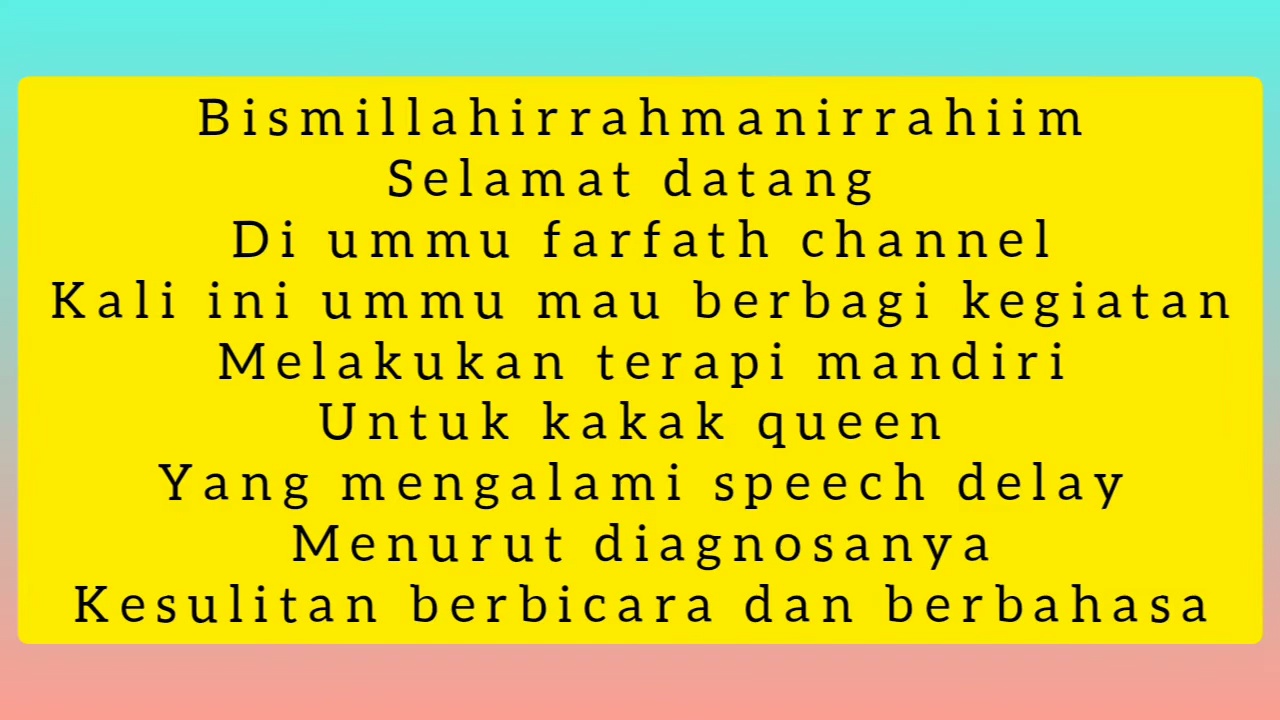 Bismillahirrahmanirrahiim
Selamat datang
Di ummu farfath channel
Kali ini ummu mau berbagi kegiatan
Melakukan terapi mandiri
Untuk kakak queen
Yang mengalami speech delay
Menurut diagnosanya
Kesulitan berbicara dan berbahasa